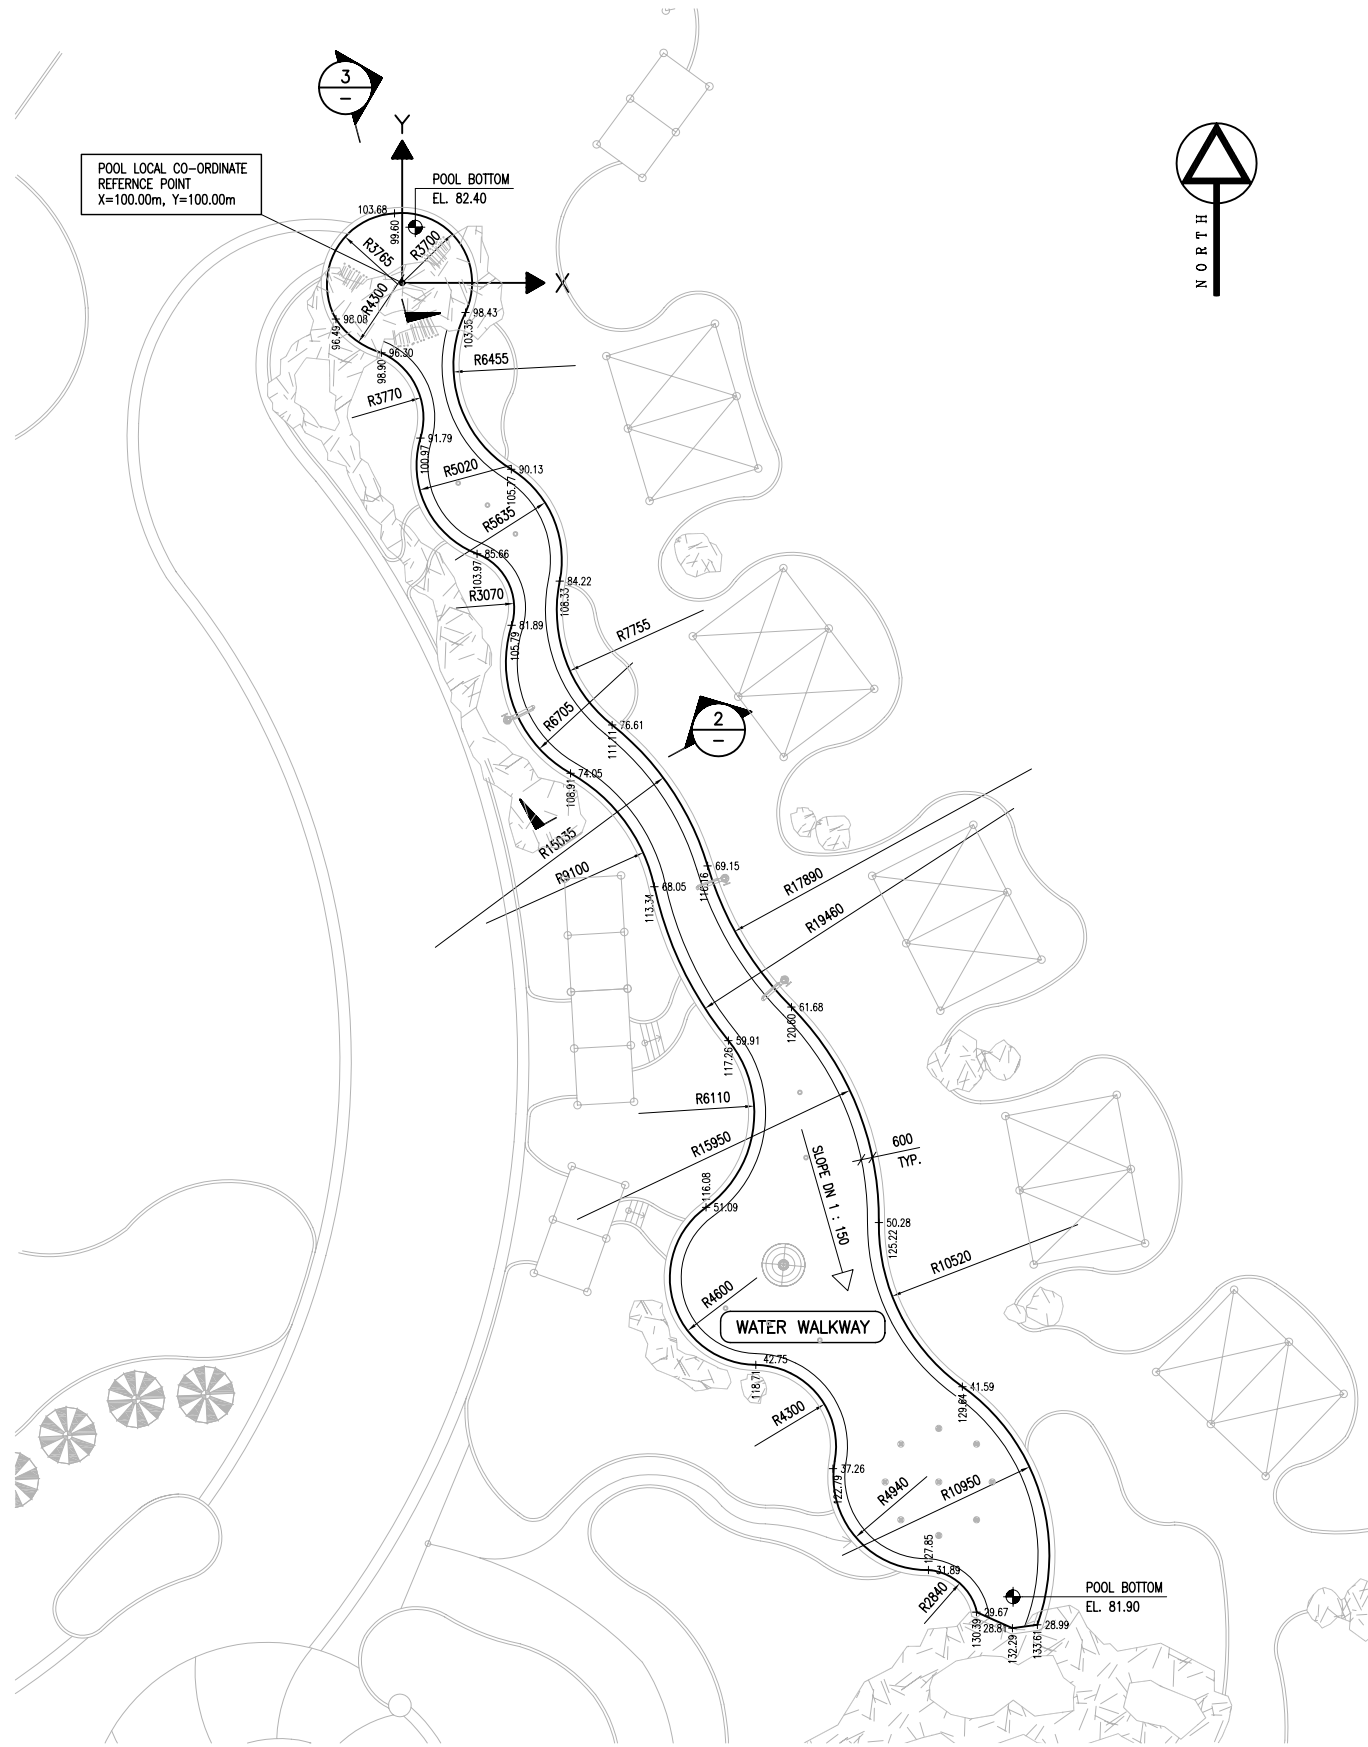 3
–
Y
POOL LOCAL CO-ORDINATE
REFERNCE POINT
X=100.00m, Y=100.00m
POOL BOTTOM
EL. 82.40
NORTH
103.68
99.60
R3765
R3700
X
R4300
98.08
96.49
98.43
103.35
96.30
98.90
R6455
R3770
91.79
100.97
R5020
90.13
105.77
R5635
85.66
103.97
84.22
108.33
R3070
81.89
105.79
R7755
R6705
2
–
76.61
111.11
74.05
108.91
R15035
R9100
69.15
116.16
R17890
68.05
113.34
R19460
61.68
120.60
59.91
117.26
R6110
R15950
600
TYP.
SLOPE DN 1 : 150
116.08
51.09
50.28
125.22
R10520
R4600
WATER WALKWAY
42.75
118.71
41.59
129.64
R4300
37.26
122.79
R4940
R10950
127.85
31.89
R2840
POOL BOTTOM
EL. 81.90
29.67
130.39
28.81
132.29
28.99
133.61